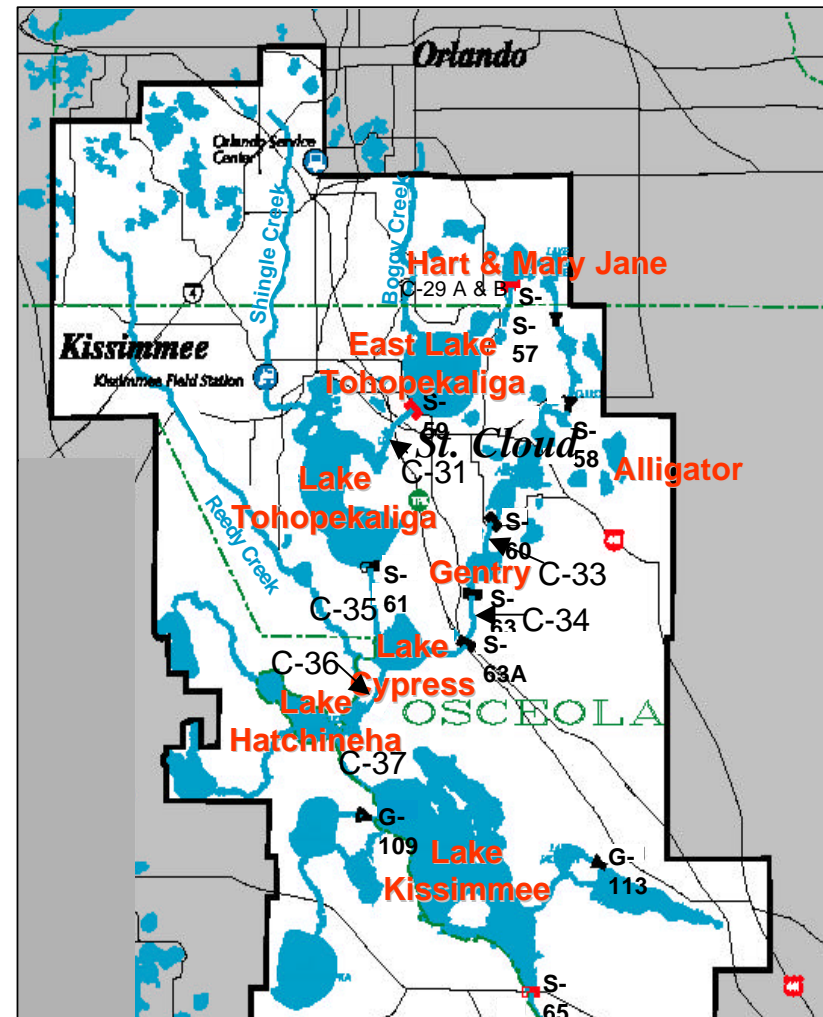 Orlando
Orlando Service
Center
Shingle Creek
Boggy Creek
Hart & Mary Jane
C-29 A & B
S-
S-
57
4
Kissimmee
Kissimmee Field Station
East Lake
Tohopekaliga
S-
59
St. Cloud
S-
58
C-31
Alligator
Lake
Tohopekaliga
Reedy Creek
S-
60
Gentry
C-33
S-
61
C-35
S-
63
C-34
Lake
Cypress
S-
63A
C-36
Lake
Hatchineha
OSCEOLA
C-37
G-
109
Lake
Kissimmee
G-
113
S-
65